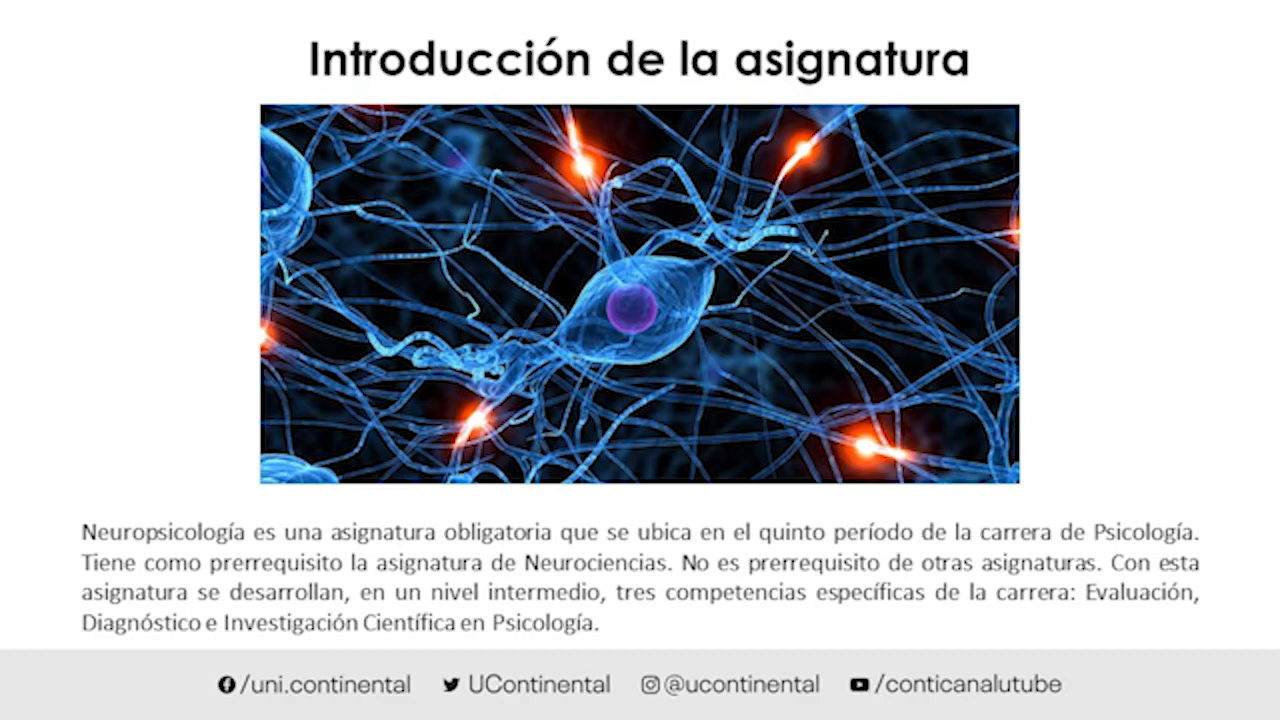 Introducción de la asignatura
Neuropsicología es una asignatura obligatoria que se ubica en el quinto período de la carrera de Psicología.
Tiene como prerrequisito la asignatura de Neurociencias. No es prerrequisito de otras asignaturas. Con esta
asignatura se desarrollan, en un nivel intermedio, tres competencias específicas de la carrera: Evaluación,
Diagnóstico e Investigación Científica en Psicología.
/uni.continental UContinental @ucontinental /conticanalutube